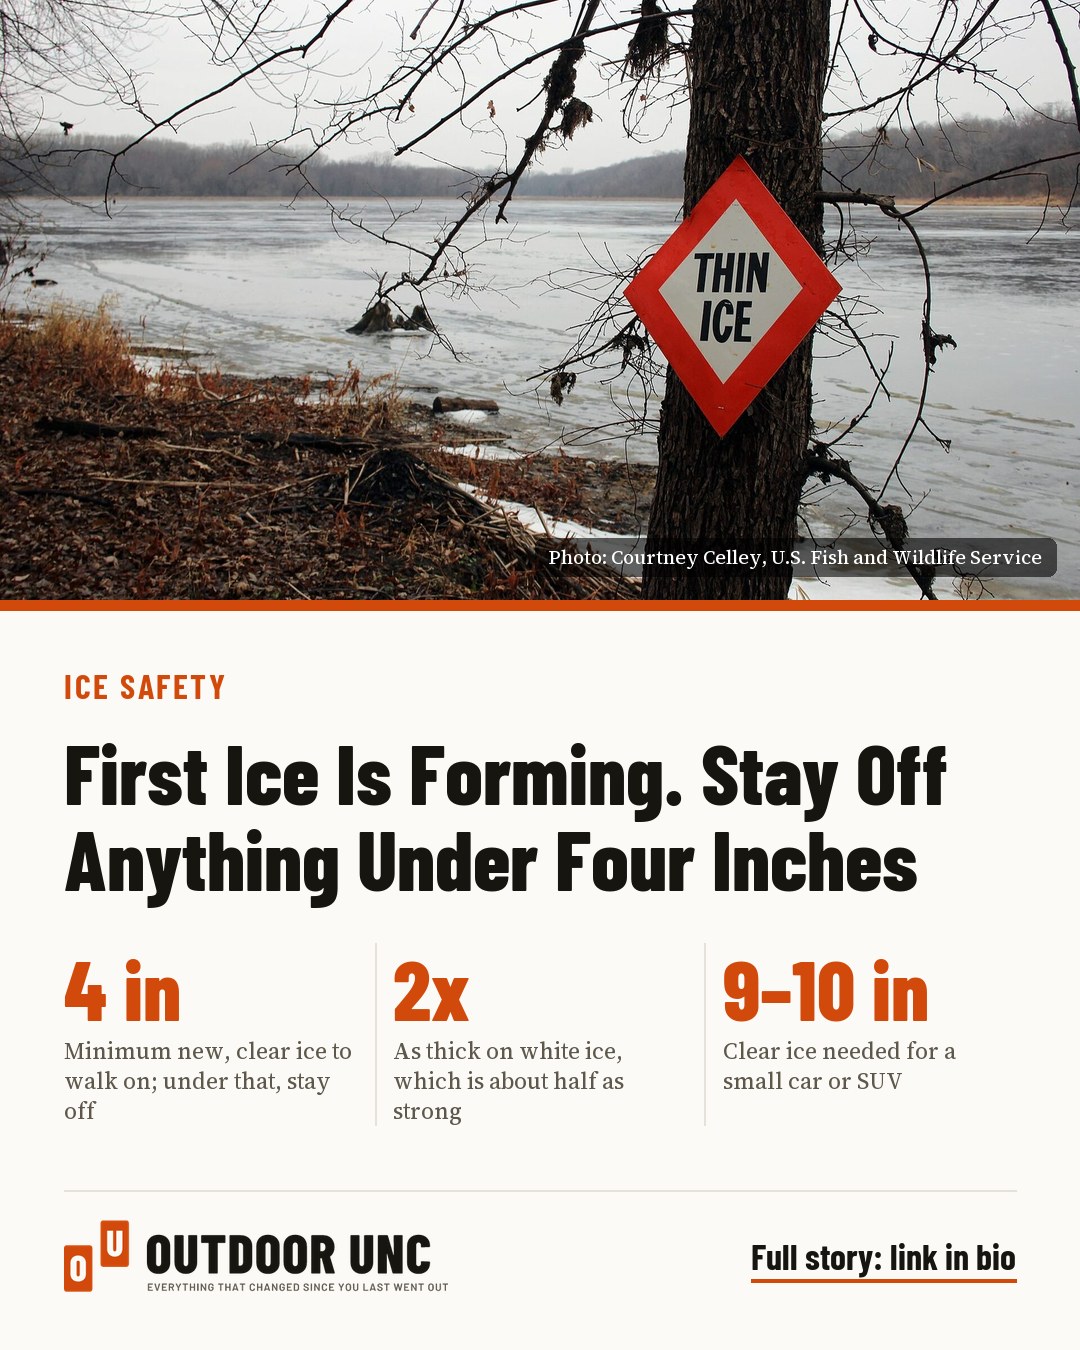 THIN
ICE
Photo: Courtney Celley, U.S. Fish and Wildlife Service
ICE SAFETY
First Ice Is Forming. Stay Off
Anything Under Four Inches
4 in
Minimum new, clear ice to
walk on; under that, stay
off
2x
As thick on white ice,
which is about half as
strong
9–10 in
Clear ice needed for a
small car or SUV
OU
OUTDOOR UNC
EVERYTHING THAT CHANGED SINCE YOU LAST WENT OUT
Full story: link in bio